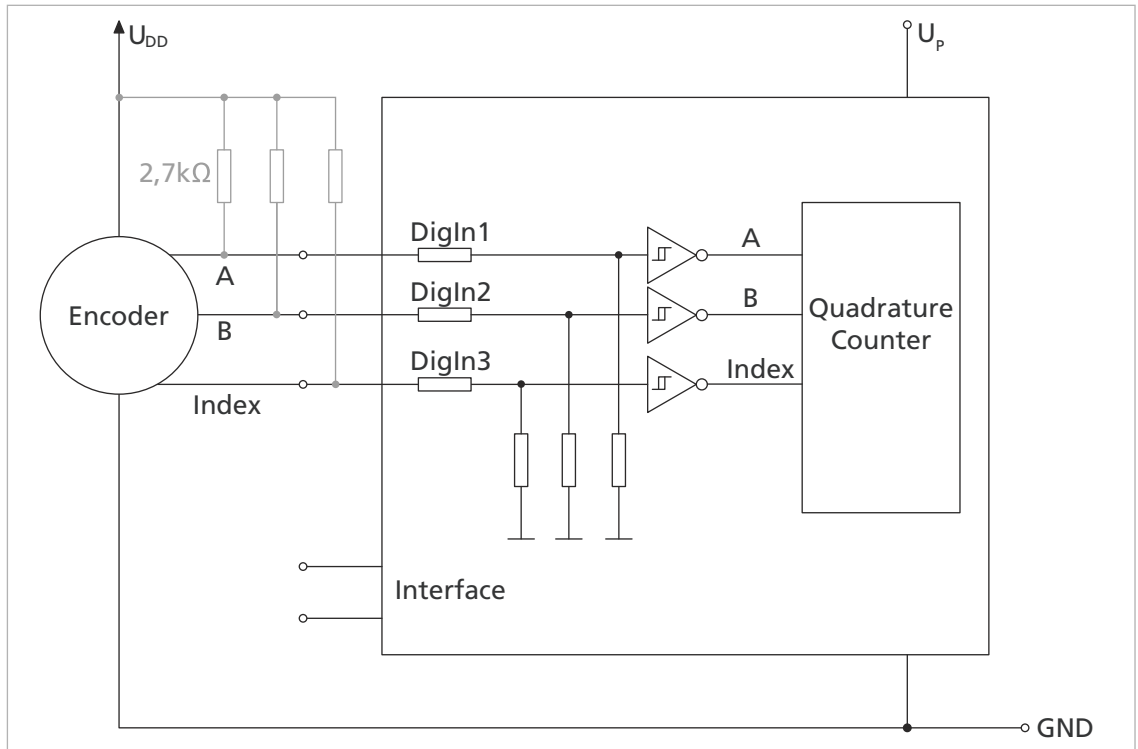 U_DD
U_P
2,7kΩ
DigIn1
A
A
DigIn2
B
Encoder
B
Quadrature
Counter
DigIn3
Index
Index
Interface
GND